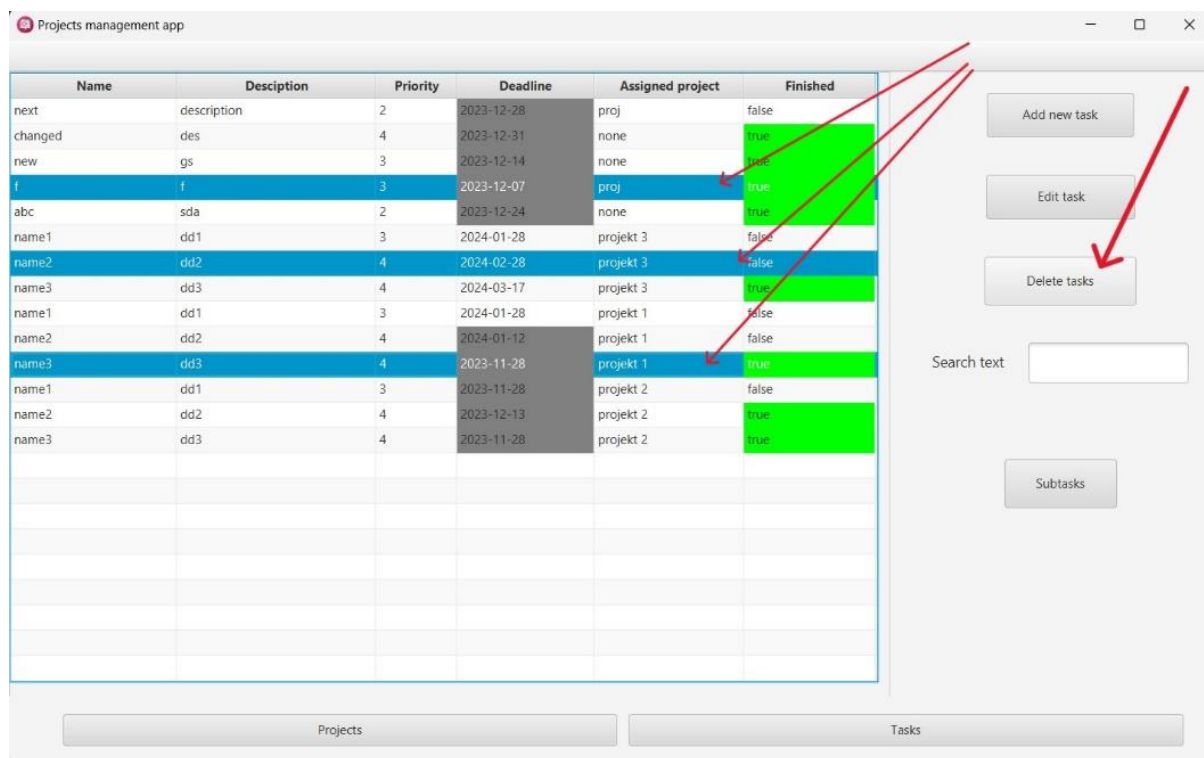 Projects management app
Name Desciption Priority Deadline Assigned project Finished
next description 2 2023-12-28 proj false
changed des 4 2023-12-31 none true
new gs 3 2023-12-14 none true
f f 3 2023-12-07 proj true
abc sda 2 2023-12-24 none true
name1 dd1 3 2024-01-28 projekt 3 false
name2 dd2 4 2024-02-28 projekt 3 false
name3 dd3 4 2024-03-17 projekt 3 true
name1 dd1 3 2024-01-28 projekt 1 false
name2 dd2 4 2024-01-12 projekt 1 false
name3 dd3 4 2023-11-28 projekt 1 true
name1 dd1 3 2023-11-28 projekt 2 false
name2 dd2 4 2023-12-13 projekt 2 true
name3 dd3 4 2023-11-28 projekt 2 true
Add new task
Edit task
Delete tasks
Search text
Subtasks
Projects Tasks